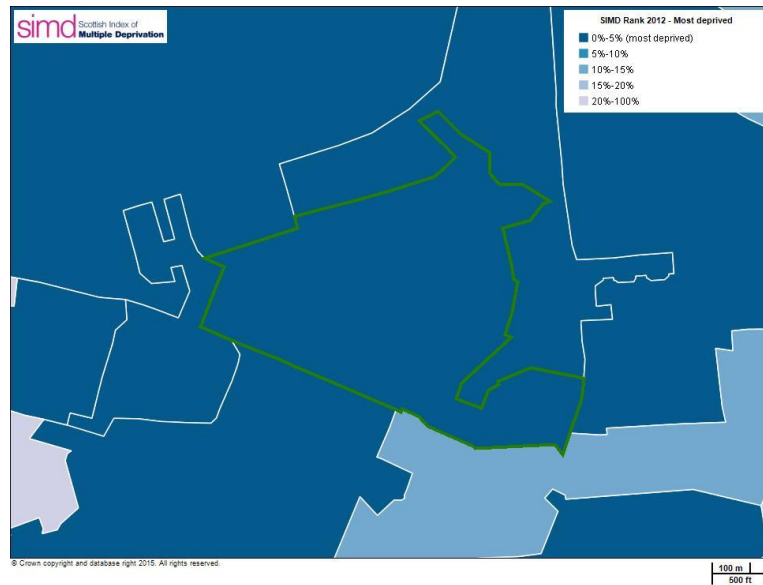 simd Scottish Index of
Multiple Deprivation
SIMD Rank 2012 - Most deprived
0%-5% (most deprived)
5%-10%
10%-15%
15%-20%
20%-100%
© Crown copyright and database right 2015. All rights reserved.
100 m
500 ft